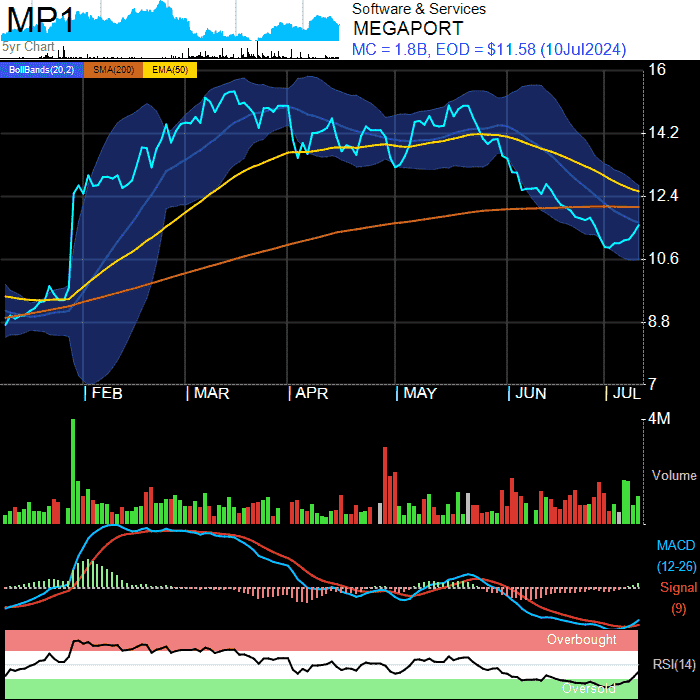 MP1
5yr Chart
Software & Services
MEGAPORT
MC = 1.8B, EOD = $11.58 (10Jul2024)
BollBands(20,2) SMA(200) EMA(50)
16
14.2
12.4
10.6
8.8
7
FEB MAR APR MAY JUN JUL
4M
Volume
MACD
(12-26)
Signal
(9)
Overbought
RSI(14)
Oversold